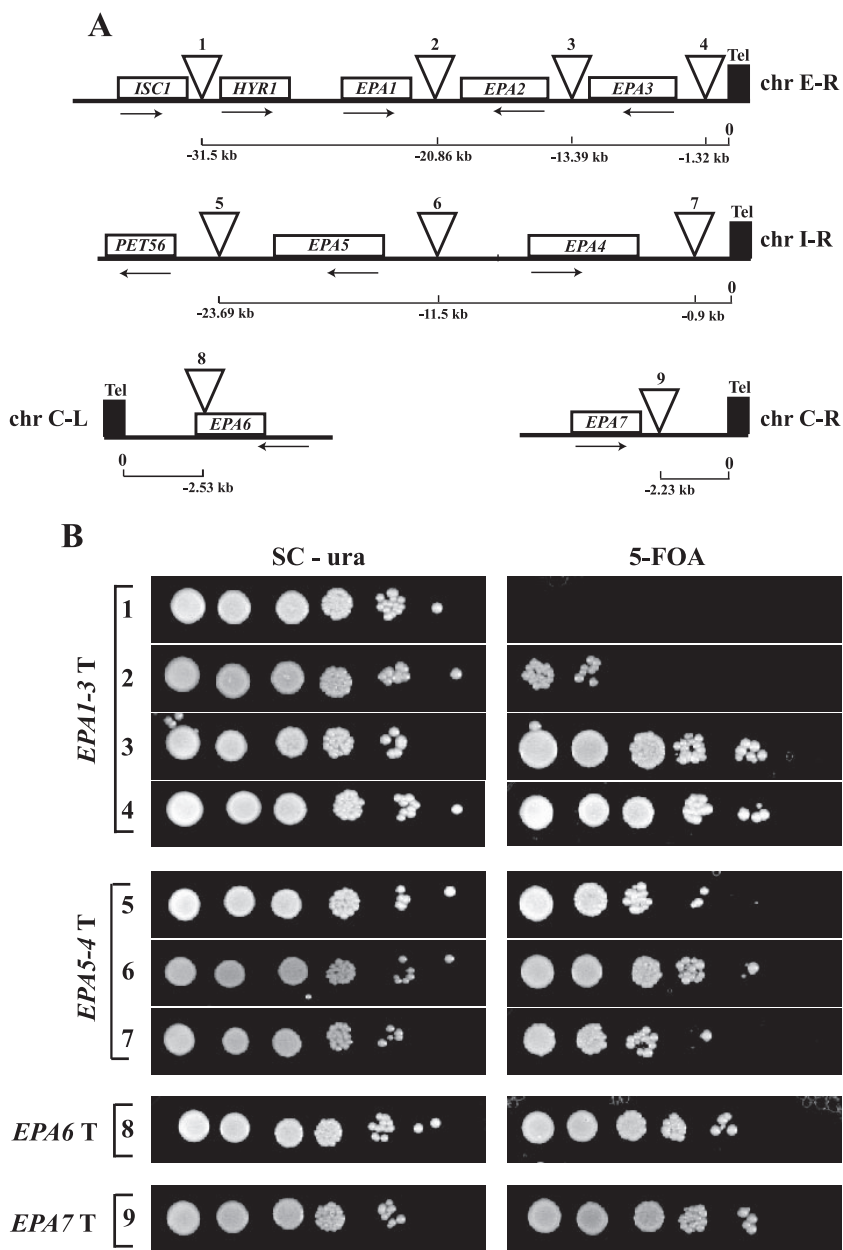 A
1 2 3 4 Tel
ISC1 HYR1 EPA1 EPA2 EPA3 chr E-R
0
-31.5 kb -20.86 kb -13.39 kb -1.32 kb
5 6 7 Tel
PET56 EPA5 EPA4 chr I-R
0
-23.69 kb -11.5 kb -0.9 kb
8 9
Tel Tel
chr C-L EPA6 EPA7 chr C-R
0 0
-2.53 kb -2.23 kb
B
SC - ura 5-FOA
EPA1-3 T
1
2
3
4
EPA5-4 T
5
6
7
EPA6 T 8
EPA7 T 9